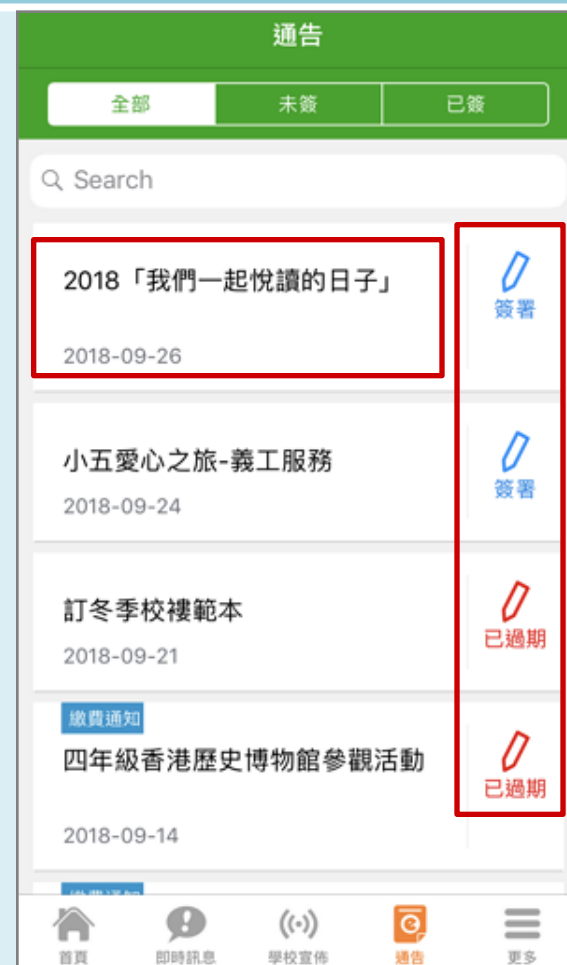 通告
全部 未簽 已簽
Search
2018「我們一起悅讀的日子」
簽署
2018-09-26
小五愛心之旅-義工服務
簽署
2018-09-24
訂冬季校褸範本
已過期
2018-09-21
繳費通知
四年級香港歷史博物館參觀活動
已過期
2018-09-14
首頁 即時訊息 學校宣佈 通告 更多